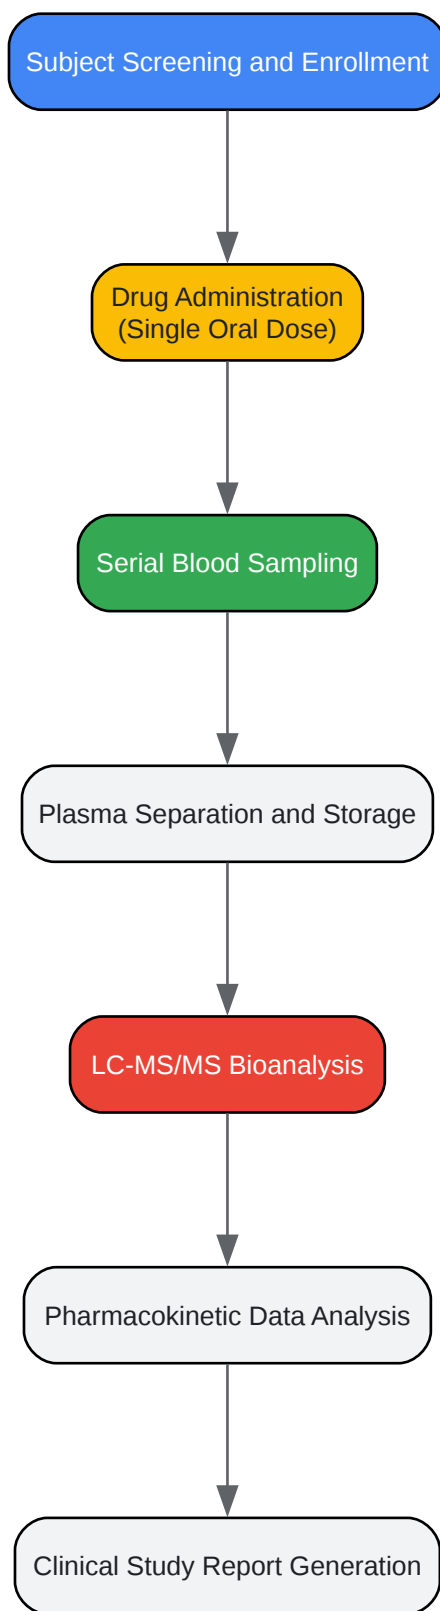 Subject Screening and Enrollment
Drug Administration
(Single Oral Dose)
Serial Blood Sampling
Plasma Separation and Storage
LC-MS/MS Bioanalysis
Pharmacokinetic Data Analysis
Clinical Study Report Generation